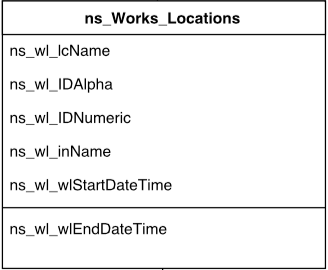 ns_Works_Locations
ns_wl_lcName
ns_wl_IDAlpha
ns_wl_IDNumeric
ns_wl_inName
ns_wl_wlStartDateTime
ns_wl_wlEndDateTime